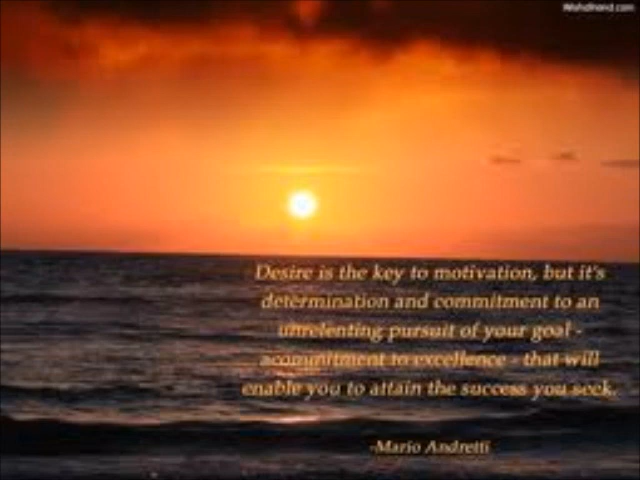 Desire is the key to motivation, but it's
determination and commitment to an
unrelenting pursuit of your goal -
acommitment to excellence - that will
enable you to attain the success you seek.
-Mario Andretti